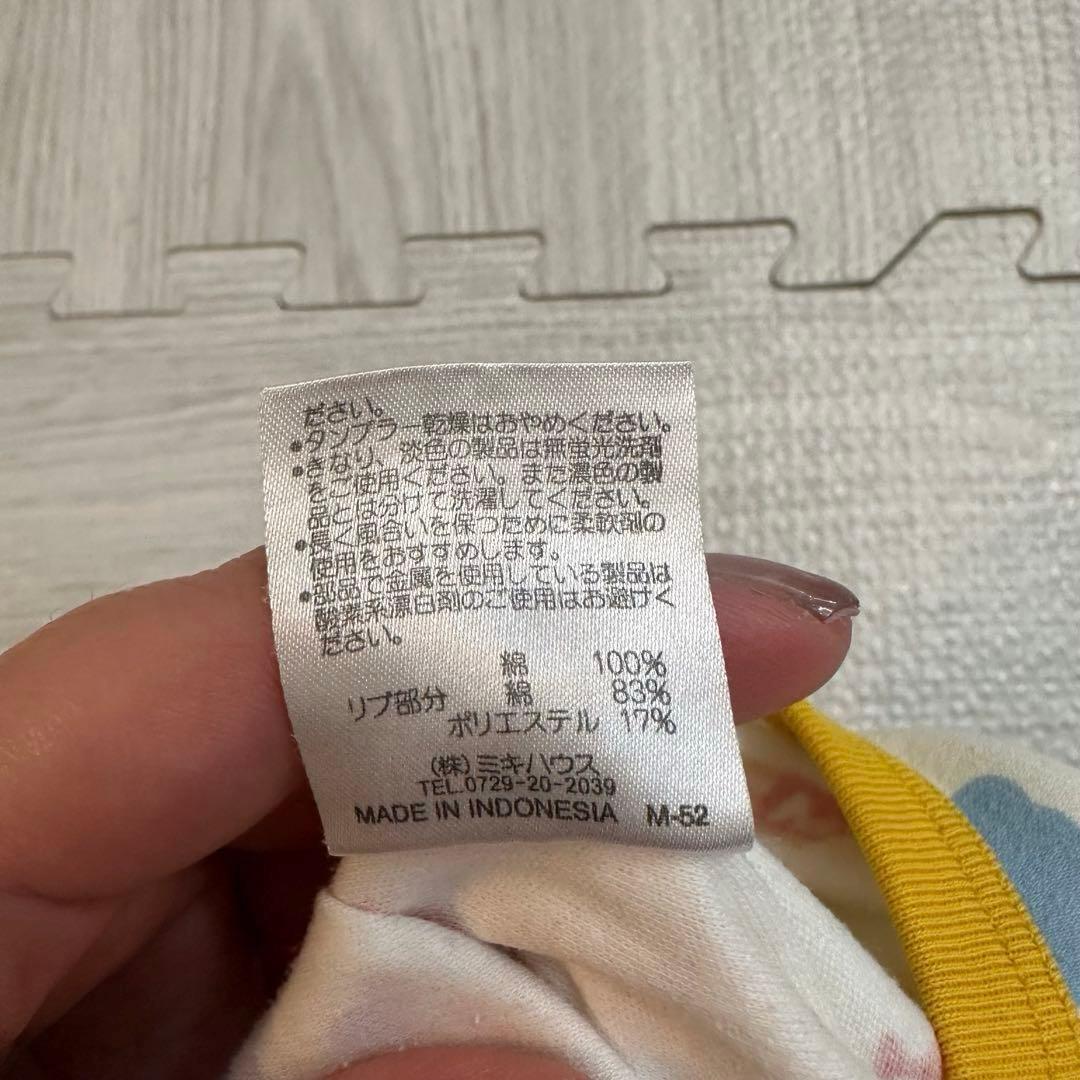 ださい。
・タンブラー乾燥はおやめください。
・きなり、淡色の製品は無蛍光洗剤
をご使用ください。また濃色の製
品とは分けて洗濯してください。
・製品の風合いを保つために柔軟剤の
使用をおすすめします。
・部品で金属を使用している製品は
酸素系漂白剤のご使用はお避けく
ださい。
綿 100%
リブ部分 綿 83%
ポリエステル 17%
(株)ミキハウス
TEL.0729-20-2039
MADE IN INDONESIA M-52